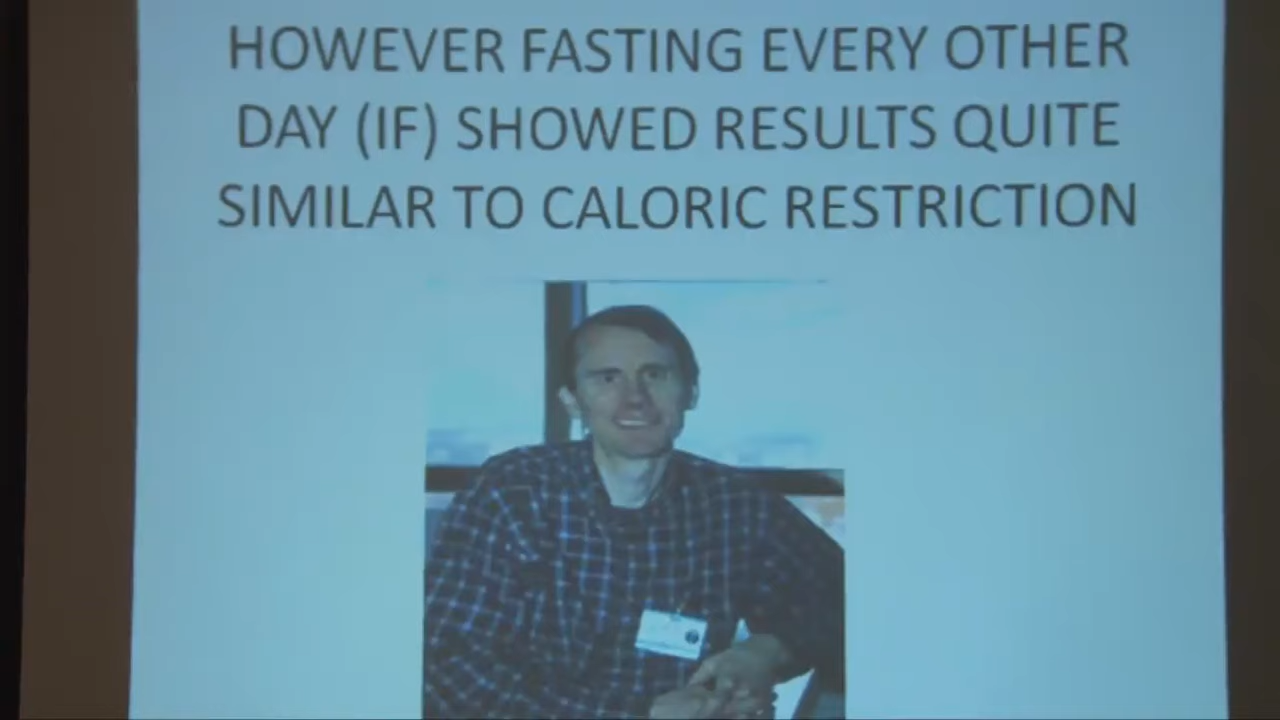 HOWEVER FASTING EVERY OTHER
DAY (IF) SHOWED RESULTS QUITE
SIMILAR TO CALORIC RESTRICTION